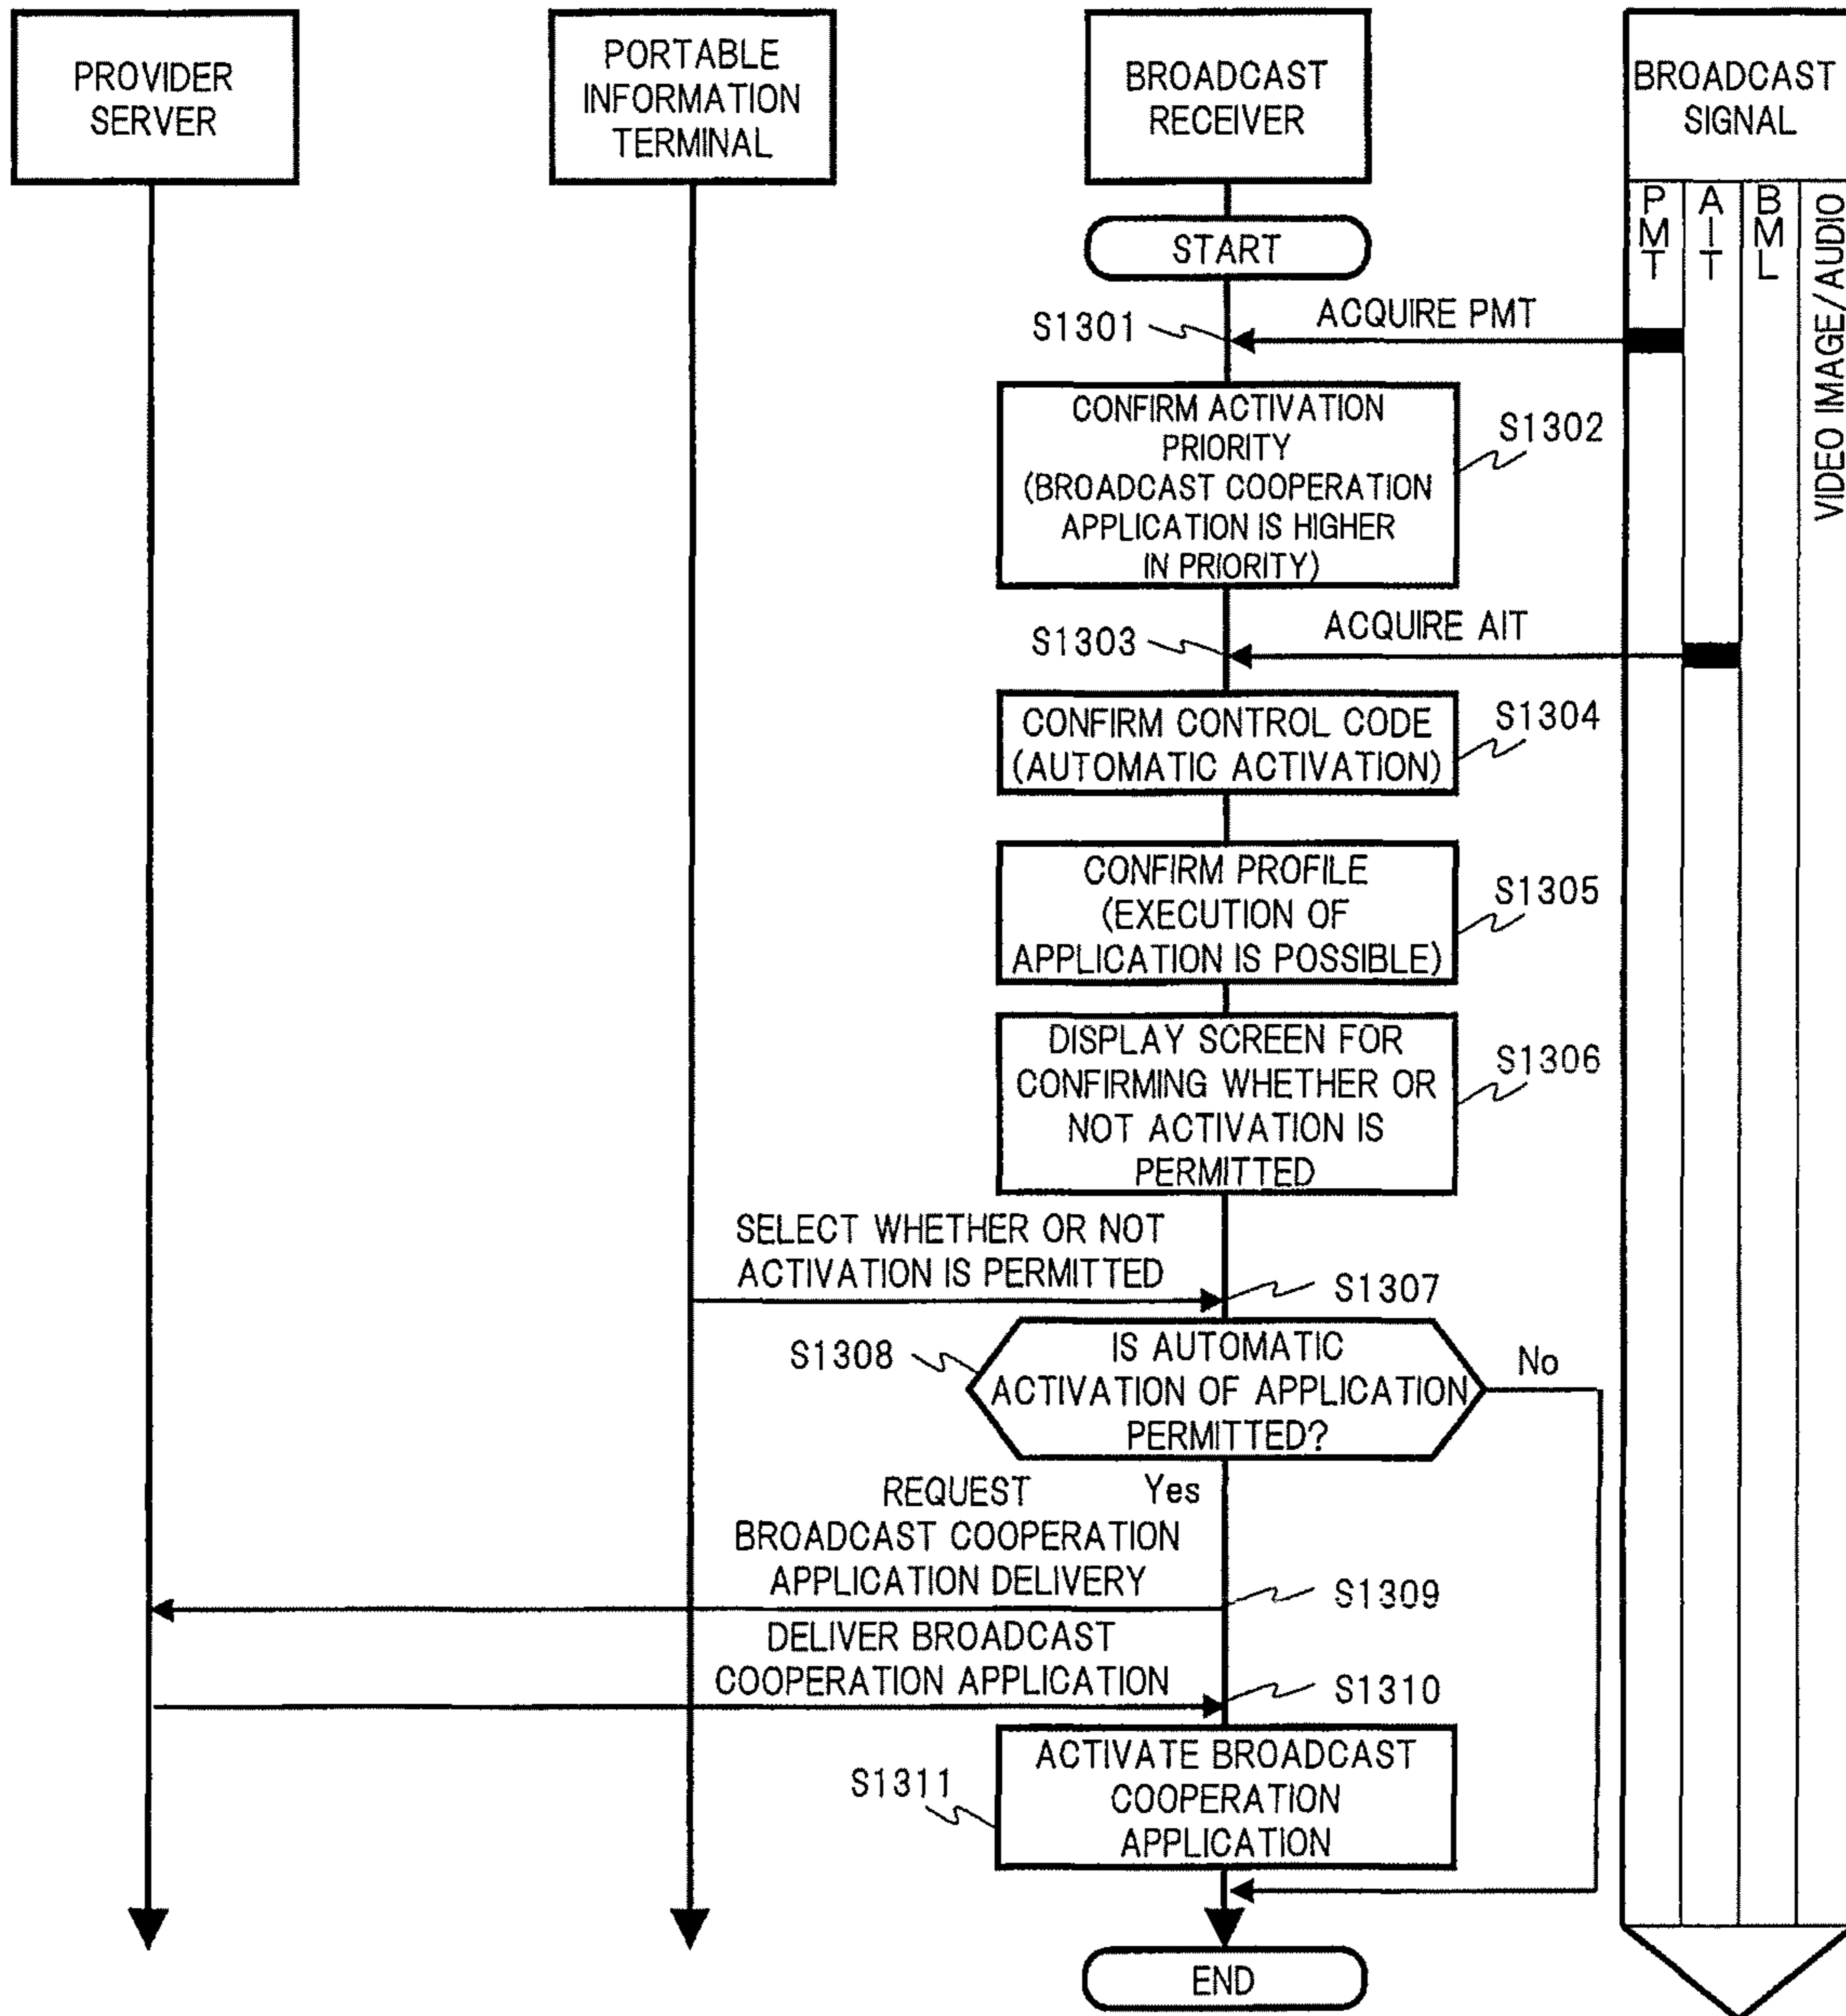 PROVIDER
SERVER
PORTABLE
INFORMATION
TERMINAL
BROADCAST
RECEIVER
BROADCAST
SIGNAL
PMT
AIT
BML
VIDEO IMAGE/AUDIO
START
S1301
ACQUIRE PMT
CONFIRM ACTIVATION
PRIORITY
(BROADCAST COOPERATION
APPLICATION IS HIGHER
IN PRIORITY)
S1302
S1303
ACQUIRE AIT
CONFIRM CONTROL CODE
(AUTOMATIC ACTIVATION)
S1304
CONFIRM PROFILE
(EXECUTION OF
APPLICATION IS POSSIBLE)
S1305
DISPLAY SCREEN FOR
CONFIRMING WHETHER OR
NOT ACTIVATION IS
PERMITTED
S1306
SELECT WHETHER OR NOT
ACTIVATION IS PERMITTED
S1307
S1308
IS AUTOMATIC
ACTIVATION OF APPLICATION
PERMITTED?
No
Yes
REQUEST
BROADCAST COOPERATION
APPLICATION DELIVERY
S1309
DELIVER BROADCAST
COOPERATION APPLICATION
S1310
S1311
ACTIVATE BROADCAST
COOPERATION
APPLICATION
END